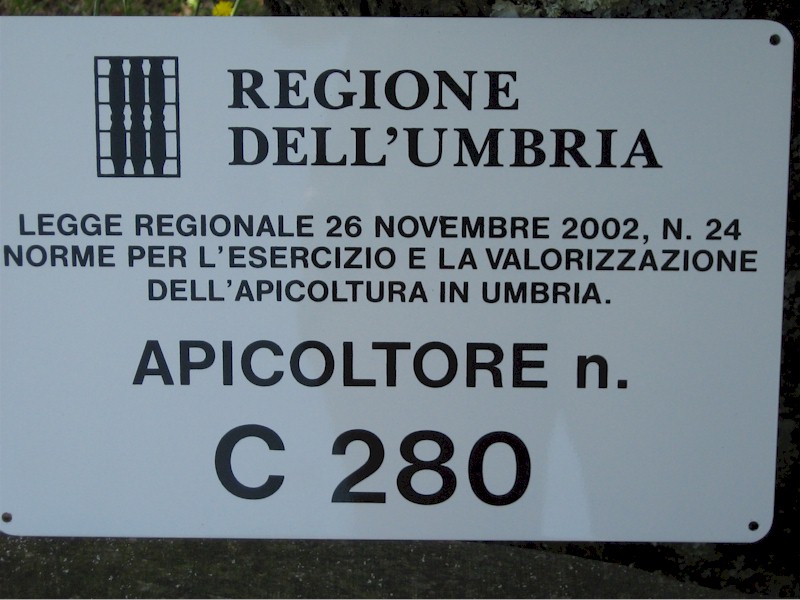 REGIONE
DELL'UMBRIA
LEGGE REGIONALE 26 NOVEMBRE 2002, N. 24
NORME PER L'ESERCIZIO E LA VALORIZZAZIONE
DELL'APICOLTURA IN UMBRIA.
APICOLTORE n.
C 280